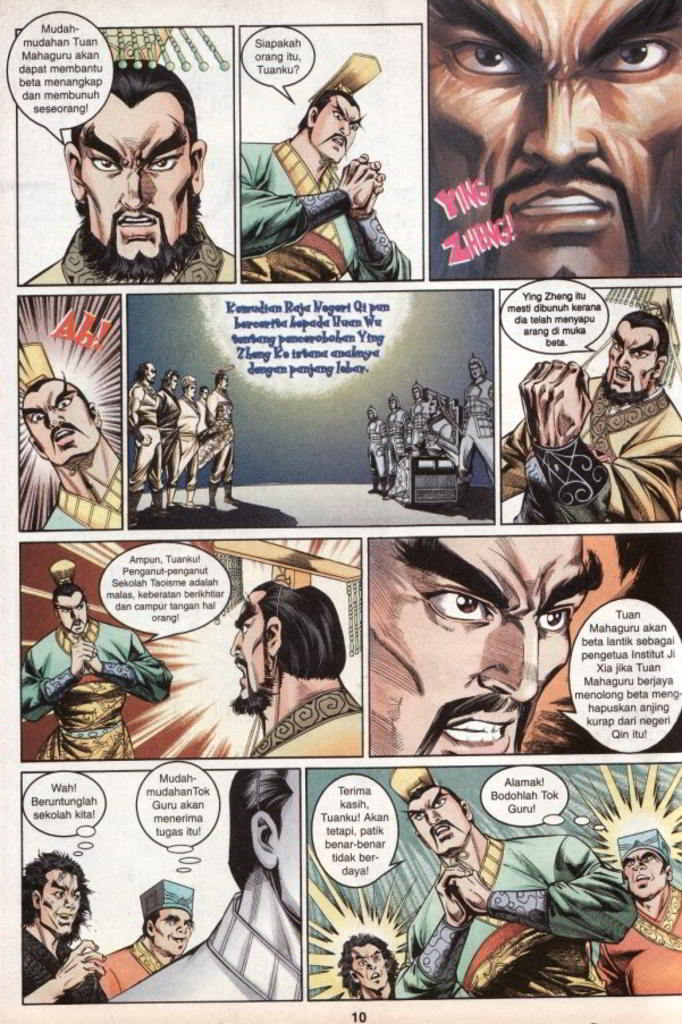 Mudah-
mudahan Tuan
Mahaguru akan
dapat membantu
beta menangkap
dan membunuh
seseorang!
Siapakah
orang itu,
Tuanku?
YING
ZHENG!
AH!
Kemudian Raja Negeri Qi pun
bercerita kepada Huan Wu
tentang pencerobohan Ying
Zheng Ke istana anaknya
dengan panjang lebar.
Ying Zheng itu
mesti dibunuh kerana
dia telah menyapu
arang di muka
beta.
Ampun, Tuanku!
Penganut-penganut
Sekolah Taoisme adalah
malas, keberatan berikhtiar
dan campur tangan hal
orang!
Tuan
Mahaguru akan
beta lantik sebagai
pengetua Institut Ji
Xia jika Tuan
Mahaguru berjaya
menolong beta meng-
hapuskan anjing
kurap dari negeri
Qin itu!
Wah!
Beruntunglah
sekolah kita!
Mudah-
mudahanTok
Guru akan
menerima
tugas itu!
Terima
kasih,
Tuanku! Akan
tetapi, patik
benar-benar
tidak ber-
daya!
Alamak!
Bodohlah Tok
Guru!
10